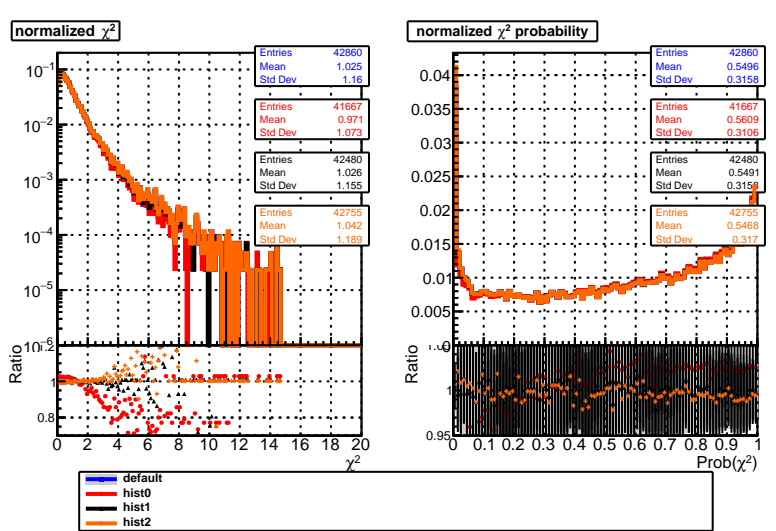 normalized χ²
Entries 42860
Mean 1.025
Std Dev 1.16
Entries 41667
Mean 0.971
Std Dev 1.073
Entries 42480
Mean 1.026
Std Dev 1.155
Entries 42755
Mean 1.042
Std Dev 1.189
10⁻¹
10⁻²
10⁻³
10⁻⁴
10⁻⁵
1
0.8
Ratio
0 2 4 6 8 10 12 14 16 18 20
χ²
normalized χ² probability
Entries 42860
Mean 0.5496
Std Dev 0.3158
Entries 41667
Mean 0.5609
Std Dev 0.3106
Entries 42480
Mean 0.5491
Std Dev 0.3158
Entries 42755
Mean 0.5468
Std Dev 0.317
0.04
0.035
0.03
0.025
0.02
0.015
0.01
0.005
Ratio
0.95
0 0.1 0.2 0.3 0.4 0.5 0.6 0.7 0.8 0.9 1
Prob(χ²)
default
hist0
hist1
hist2